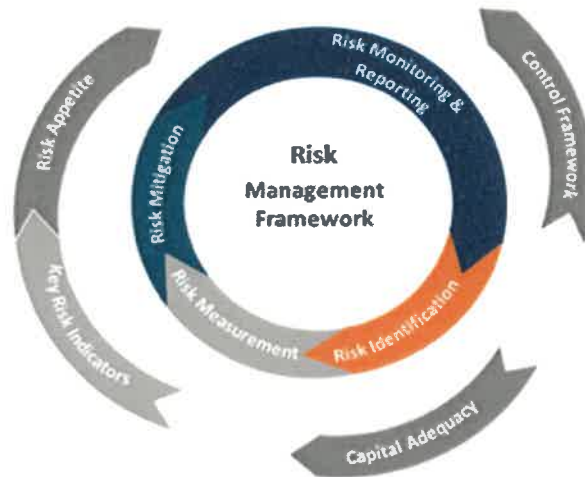 Risk
Management
Framework
Risk Monitoring &
Reporting
Risk Identification
Risk Measurement
Risk Mitigation
Control Framework
Capital Adequacy
Key Risk Indicators
Risk Appetite